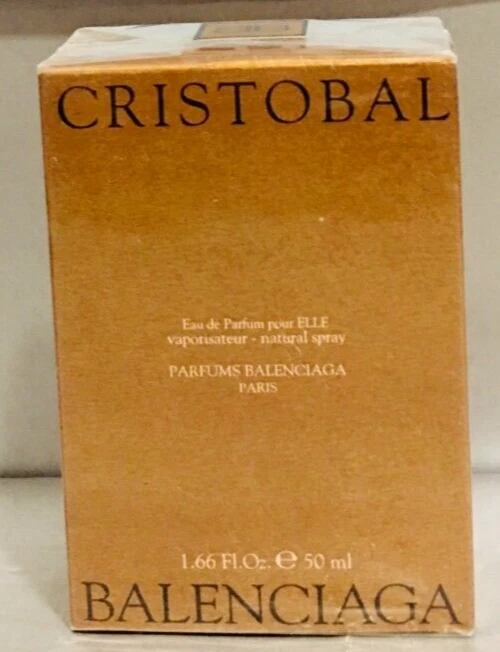 CRISTOBAL
Eau de Parfum pour ELLE
vaporisateur - natural spray
PARFUMS BALENCIAGA
PARIS
1.66 Fl.Oz. ℮ 50 ml
BALENCIAGA